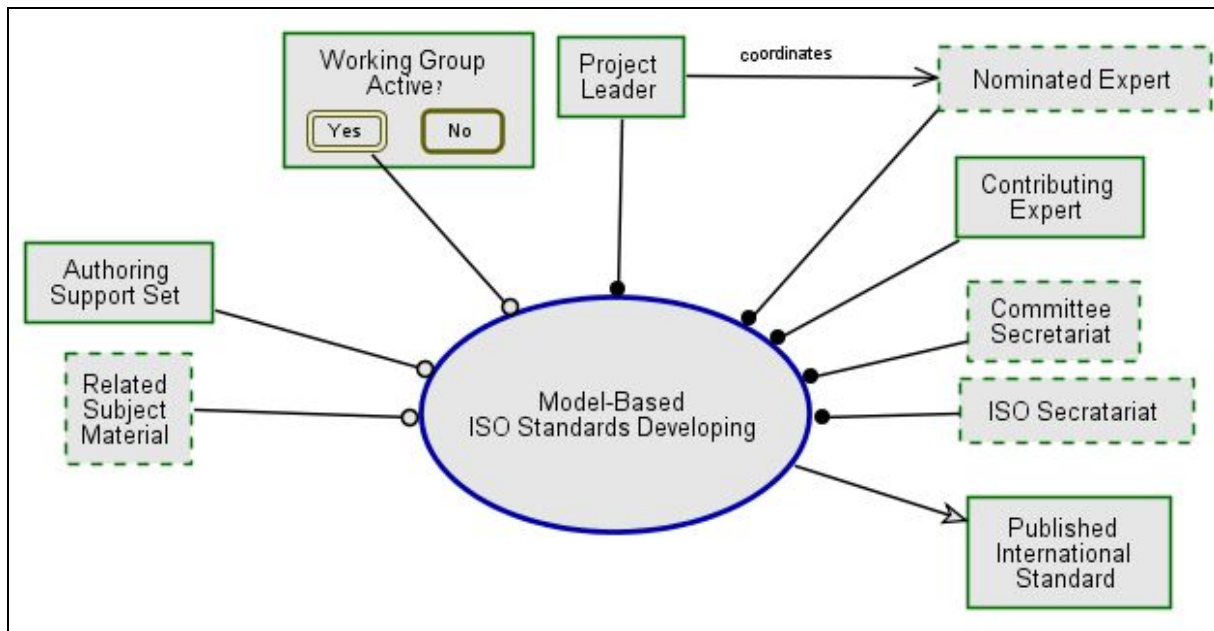 Working Group
Active?
Yes
No
Project
Leader
coordinates
Nominated Expert
Contributing
Expert
Authoring
Support Set
Committee
Secretariat
Related
Subject
Material
Model-Based
ISO Standards Developing
ISO Secratariat
Published
International
Standard